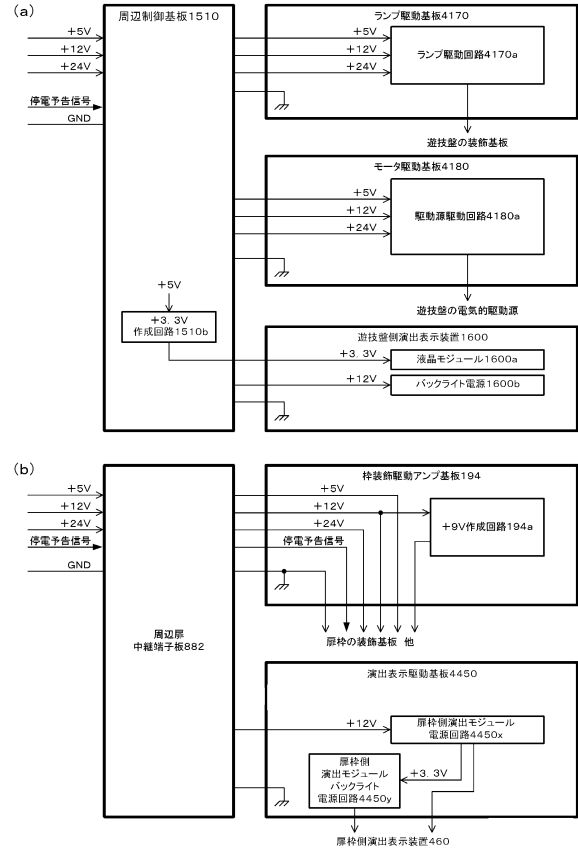 (a)
周辺制御基板1510
+5V
+12V
+24V
停電予告信号
GND
ランプ駆動基板4170
+5V
+12V
+24V
ランプ駆動回路4170a
遊技盤の装飾基板
モータ駆動基板4180
+5V
+12V
+24V
駆動源駆動回路4180a
遊技盤の電気的駆動源
+5V
+3.3V
作成回路1510b
遊技盤側演出表示装置1600
+3.3V
液晶モジュール1600a
+12V
バックライト電源1600b
(b)
+5V
+12V
+24V
停電予告信号
GND
周辺扉
中継端子板882
枠装飾駆動アンプ基板194
+5V
+12V
+24V
停電予告信号
+9V作成回路194a
扉枠の装飾基板 他
演出表示駆動基板4450
+12V
扉枠側演出モジュール
電源回路4450x
扉枠側
演出モジュール
バックライト
電源回路4450y
+3.3V
扉枠側演出表示装置460